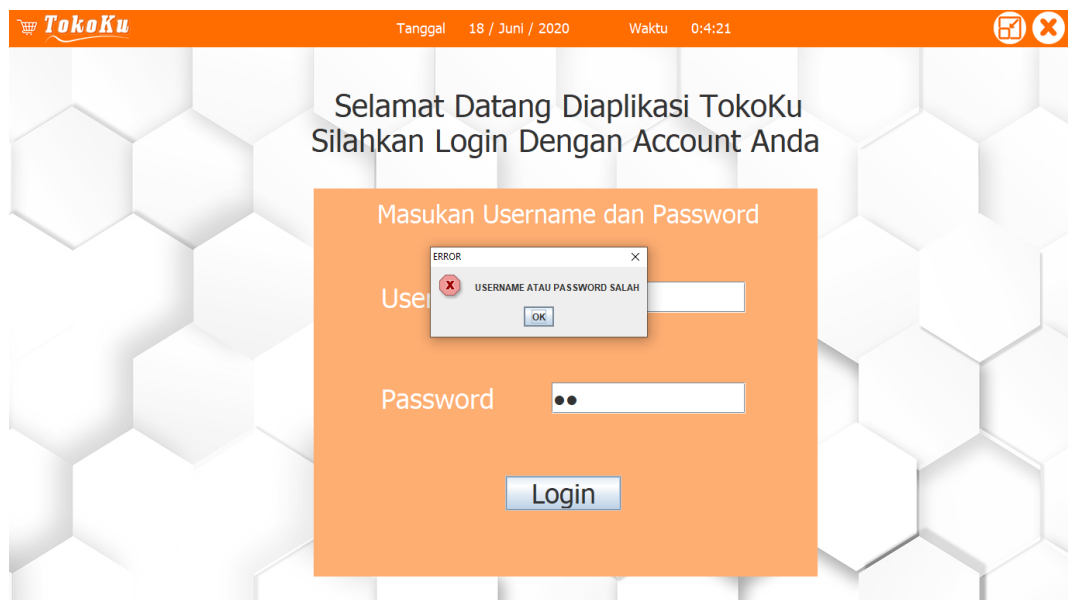 TokoKu
Tanggal 18 / Juni / 2020 Waktu 0:4:21
Selamat Datang Diaplikasi TokoKu
Silahkan Login Dengan Account Anda
Masukan Username dan Password
ERROR
USERNAME ATAU PASSWORD SALAH
OK
User
Password
Login